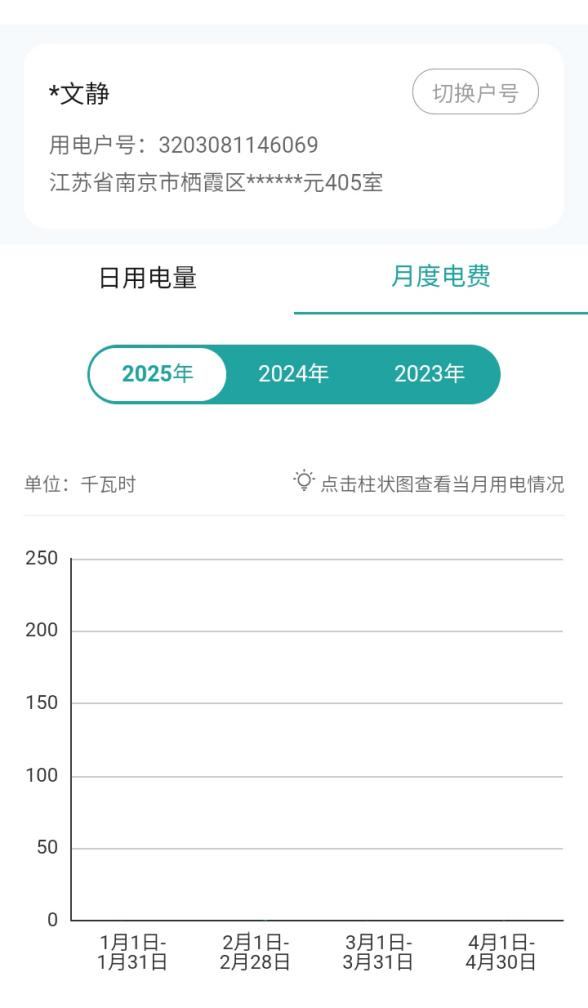 *文静
切换户号
用电户号：3203081146069
江苏省南京市栖霞区******元405室
日用电量
月度电费
2025年
2024年
2023年
单位：千瓦时
点击柱状图查看当月用电情况
250
200
150
100
50
0
1月1日-
1月31日
2月1日-
2月28日
3月1日-
3月31日
4月1日-
4月30日